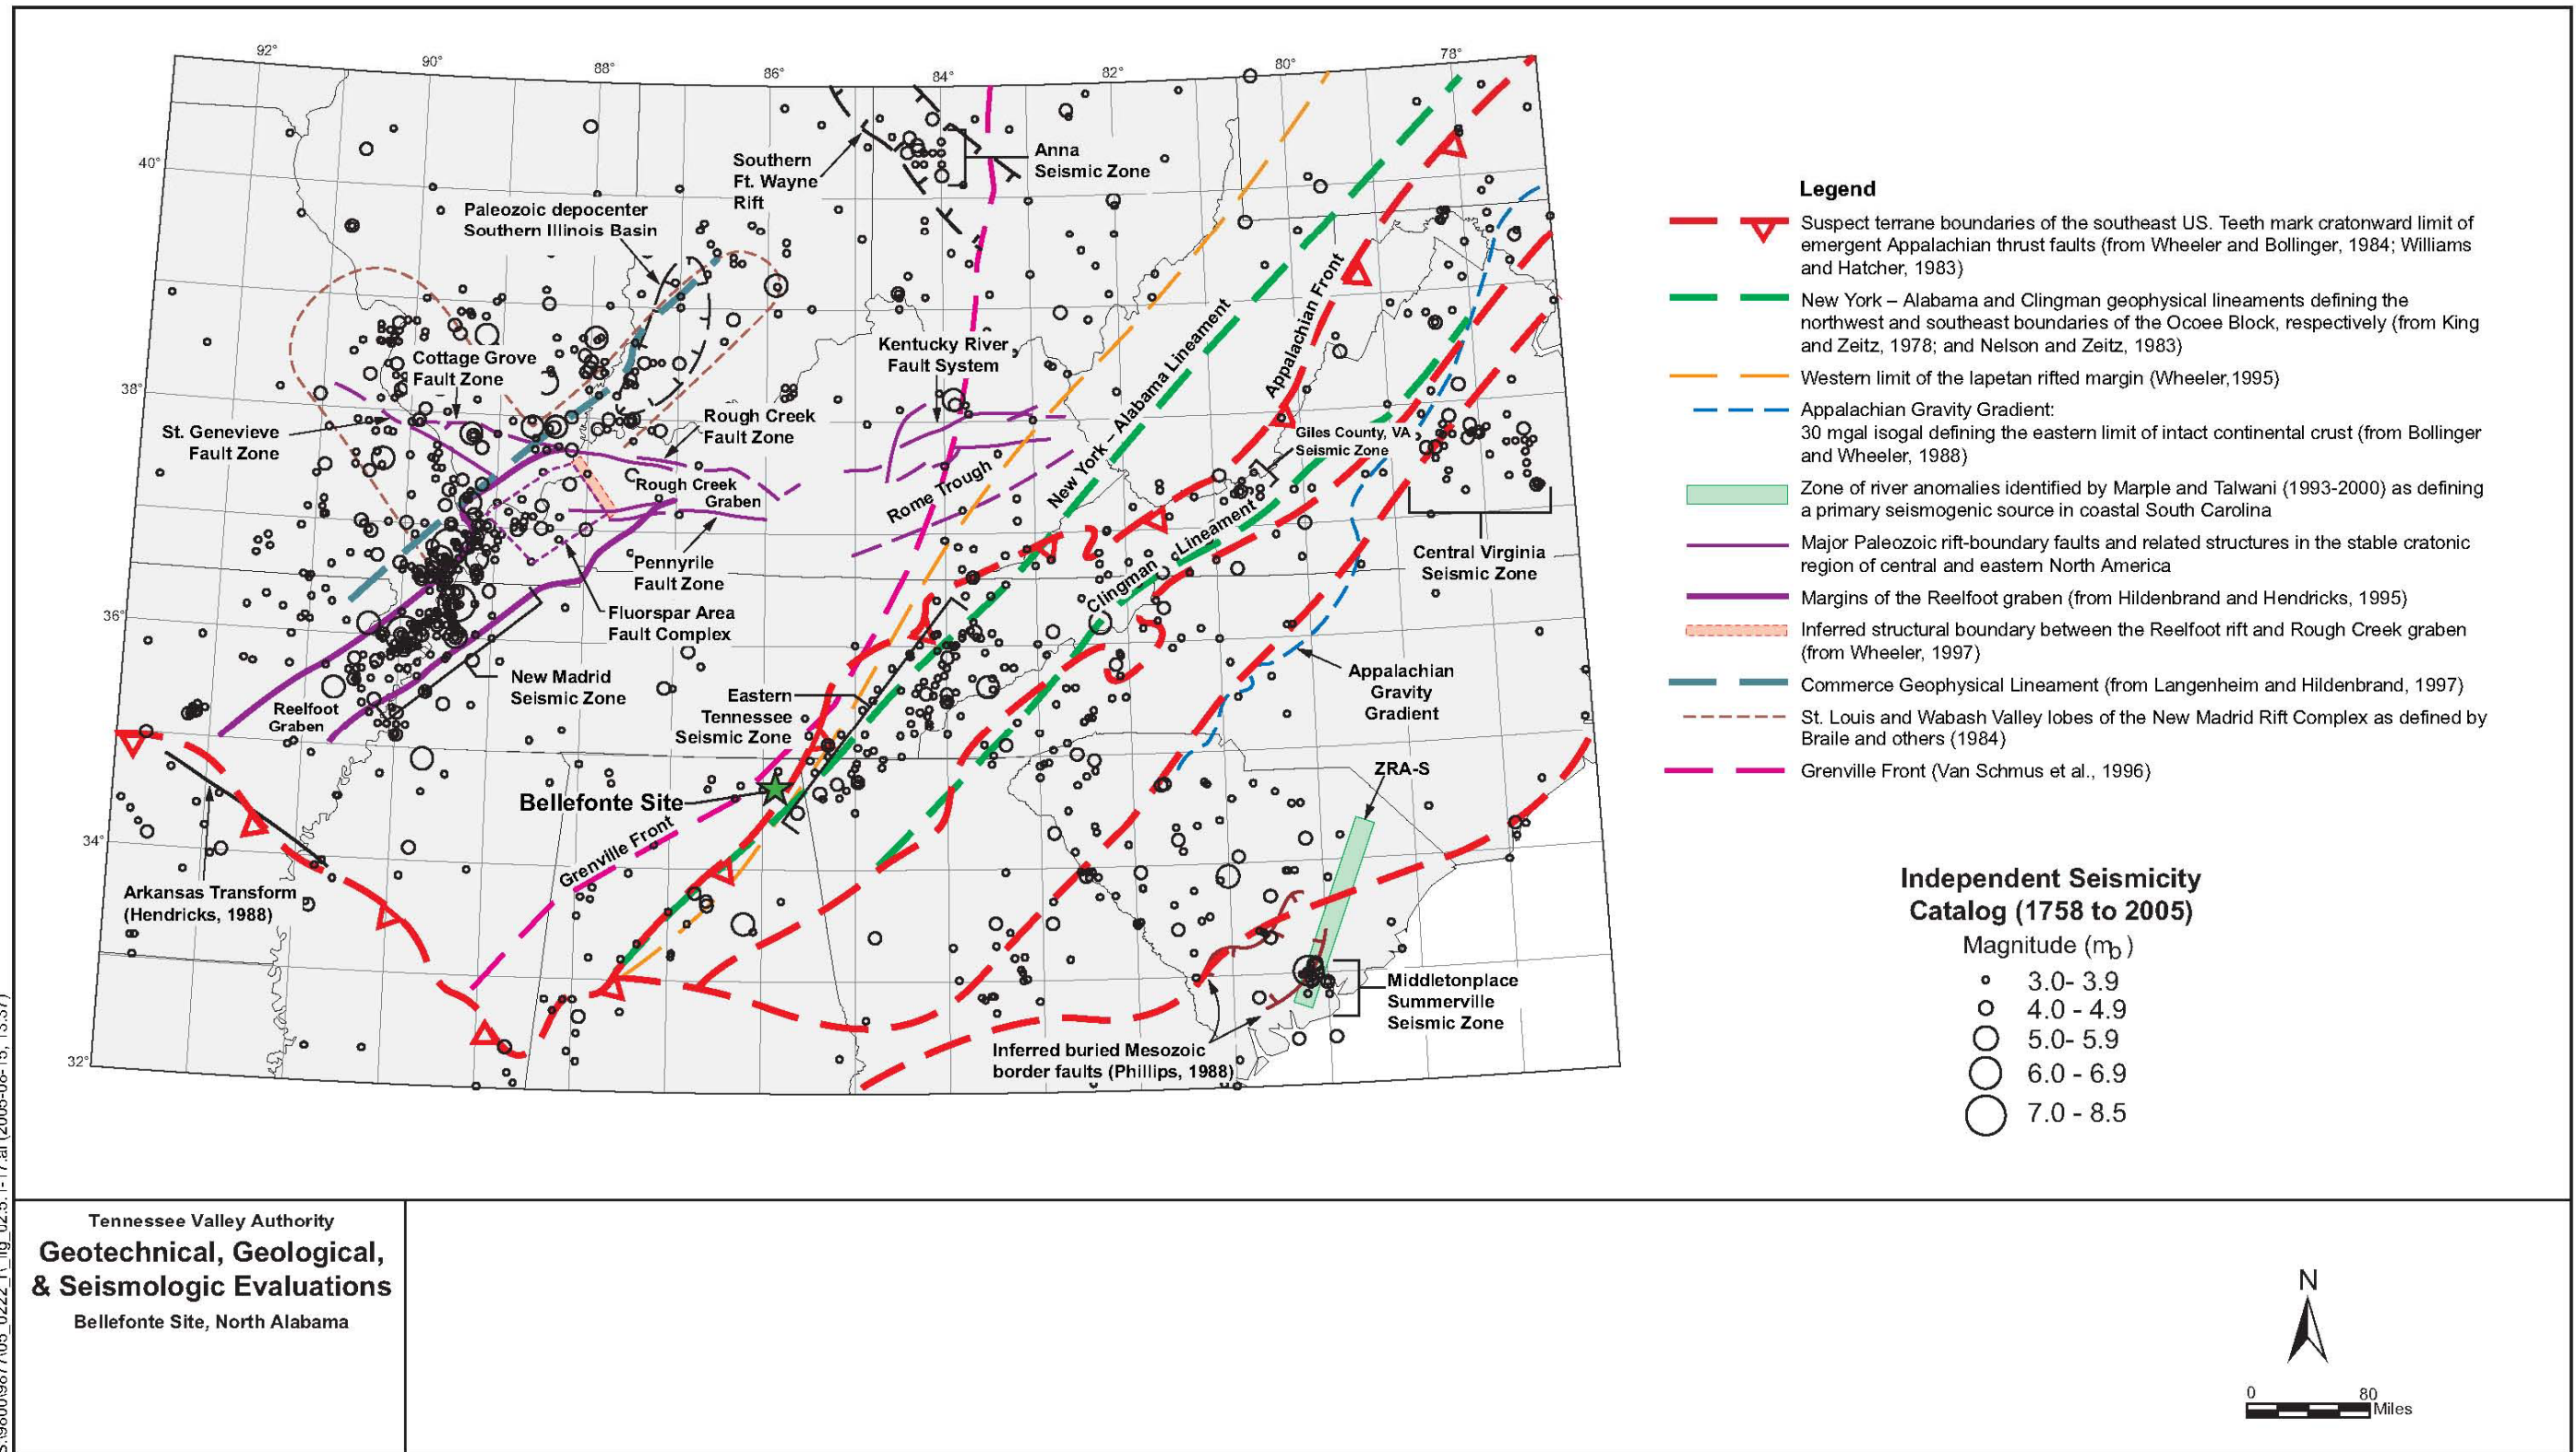 92°
90°
88°
86°
84°
82°
80°
78°
40°
38°
36°
34°
32°
Southern
Ft. Wayne
Rift
Anna
Seismic Zone
Paleozoic depocenter
Southern Illinois Basin
Cottage Grove
Fault Zone
St. Genevieve
Fault Zone
Rough Creek
Fault Zone
Rough Creek
Graben
Kentucky River
Fault System
Rome Trough
New York – Alabama Lineament
Appalachian Front
Giles County, VA
Seismic Zone
Clingman Lineament
Central Virginia
Seismic Zone
Pennyrile
Fault Zone
Fluorspar Area
Fault Complex
New Madrid
Seismic Zone
Reelfoot
Graben
Eastern
Tennessee
Seismic Zone
Appalachian
Gravity
Gradient
Bellefonte Site
Grenville Front
ZRA-S
Arkansas Transform
(Hendricks, 1988)
Middletonplace
Summerville
Seismic Zone
Inferred buried Mesozoic
border faults (Phillips, 1988)
Legend
Suspect terrane boundaries of the southeast US. Teeth mark cratonward limit of
emergent Appalachian thrust faults (from Wheeler and Bollinger, 1984; Williams
and Hatcher, 1983)
New York – Alabama and Clingman geophysical lineaments defining the
northwest and southeast boundaries of the Ocoee Block, respectively (from King
and Zeitz, 1978; and Nelson and Zeitz, 1983)
Western limit of the Iapetan rifted margin (Wheeler,1995)
Appalachian Gravity Gradient:
30 mgal isogal defining the eastern limit of intact continental crust (from Bollinger
and Wheeler, 1988)
Zone of river anomalies identified by Marple and Talwani (1993-2000) as defining
a primary seismogenic source in coastal South Carolina
Major Paleozoic rift-boundary faults and related structures in the stable cratonic
region of central and eastern North America
Margins of the Reelfoot graben (from Hildenbrand and Hendricks, 1995)
Inferred structural boundary between the Reelfoot rift and Rough Creek graben
(from Wheeler, 1997)
Commerce Geophysical Lineament (from Langenheim and Hildenbrand, 1997)
St. Louis and Wabash Valley lobes of the New Madrid Rift Complex as defined by
Braile and others (1984)
Grenville Front (Van Schmus et al., 1996)
Independent Seismicity
Catalog (1758 to 2005)
Magnitude (mb)
3.0- 3.9
4.0 - 4.9
5.0- 5.9
6.0 - 6.9
7.0 - 8.5
Tennessee Valley Authority
Geotechnical, Geological,
& Seismologic Evaluations
Bellefonte Site, North Alabama
N
0 80
Miles